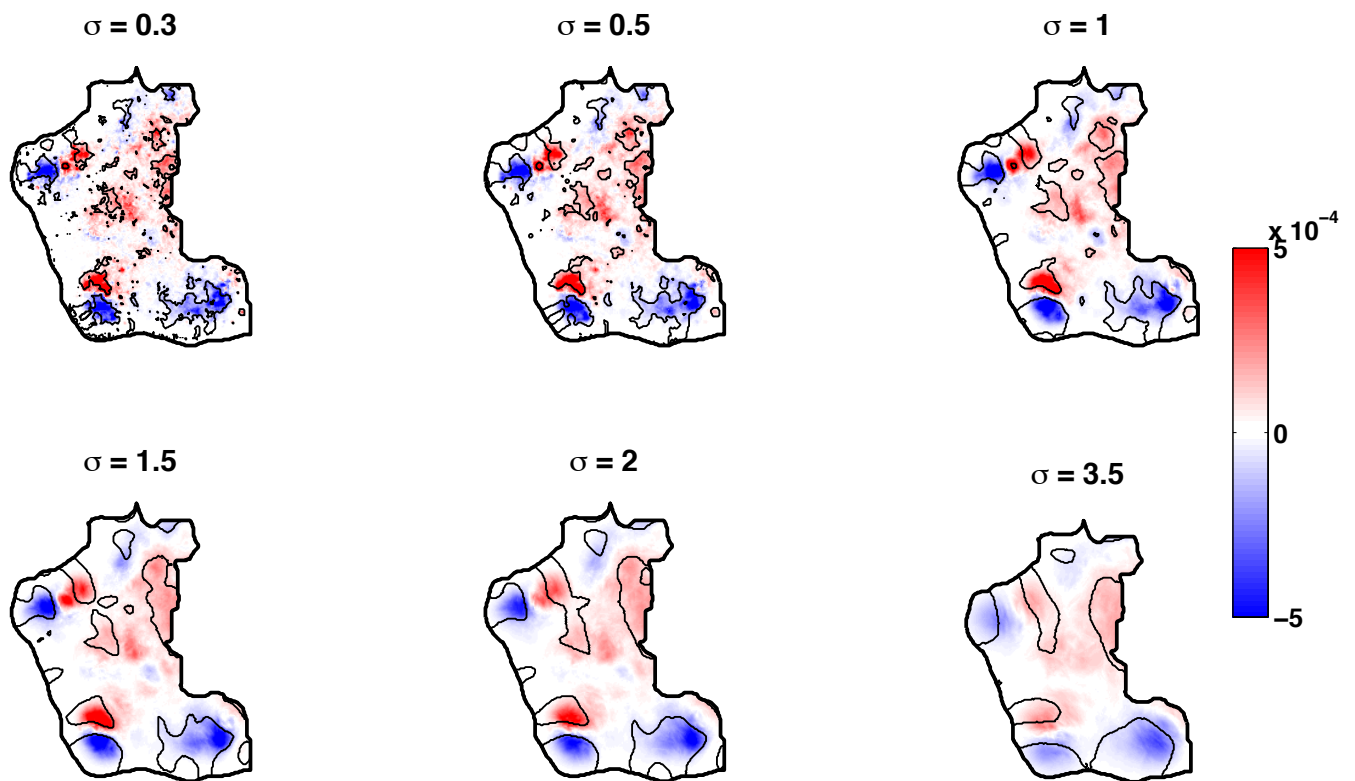 σ = 0.3
σ = 0.5
σ = 1
x 10⁻⁴
5
0
−5
σ = 1.5
σ = 2
σ = 3.5